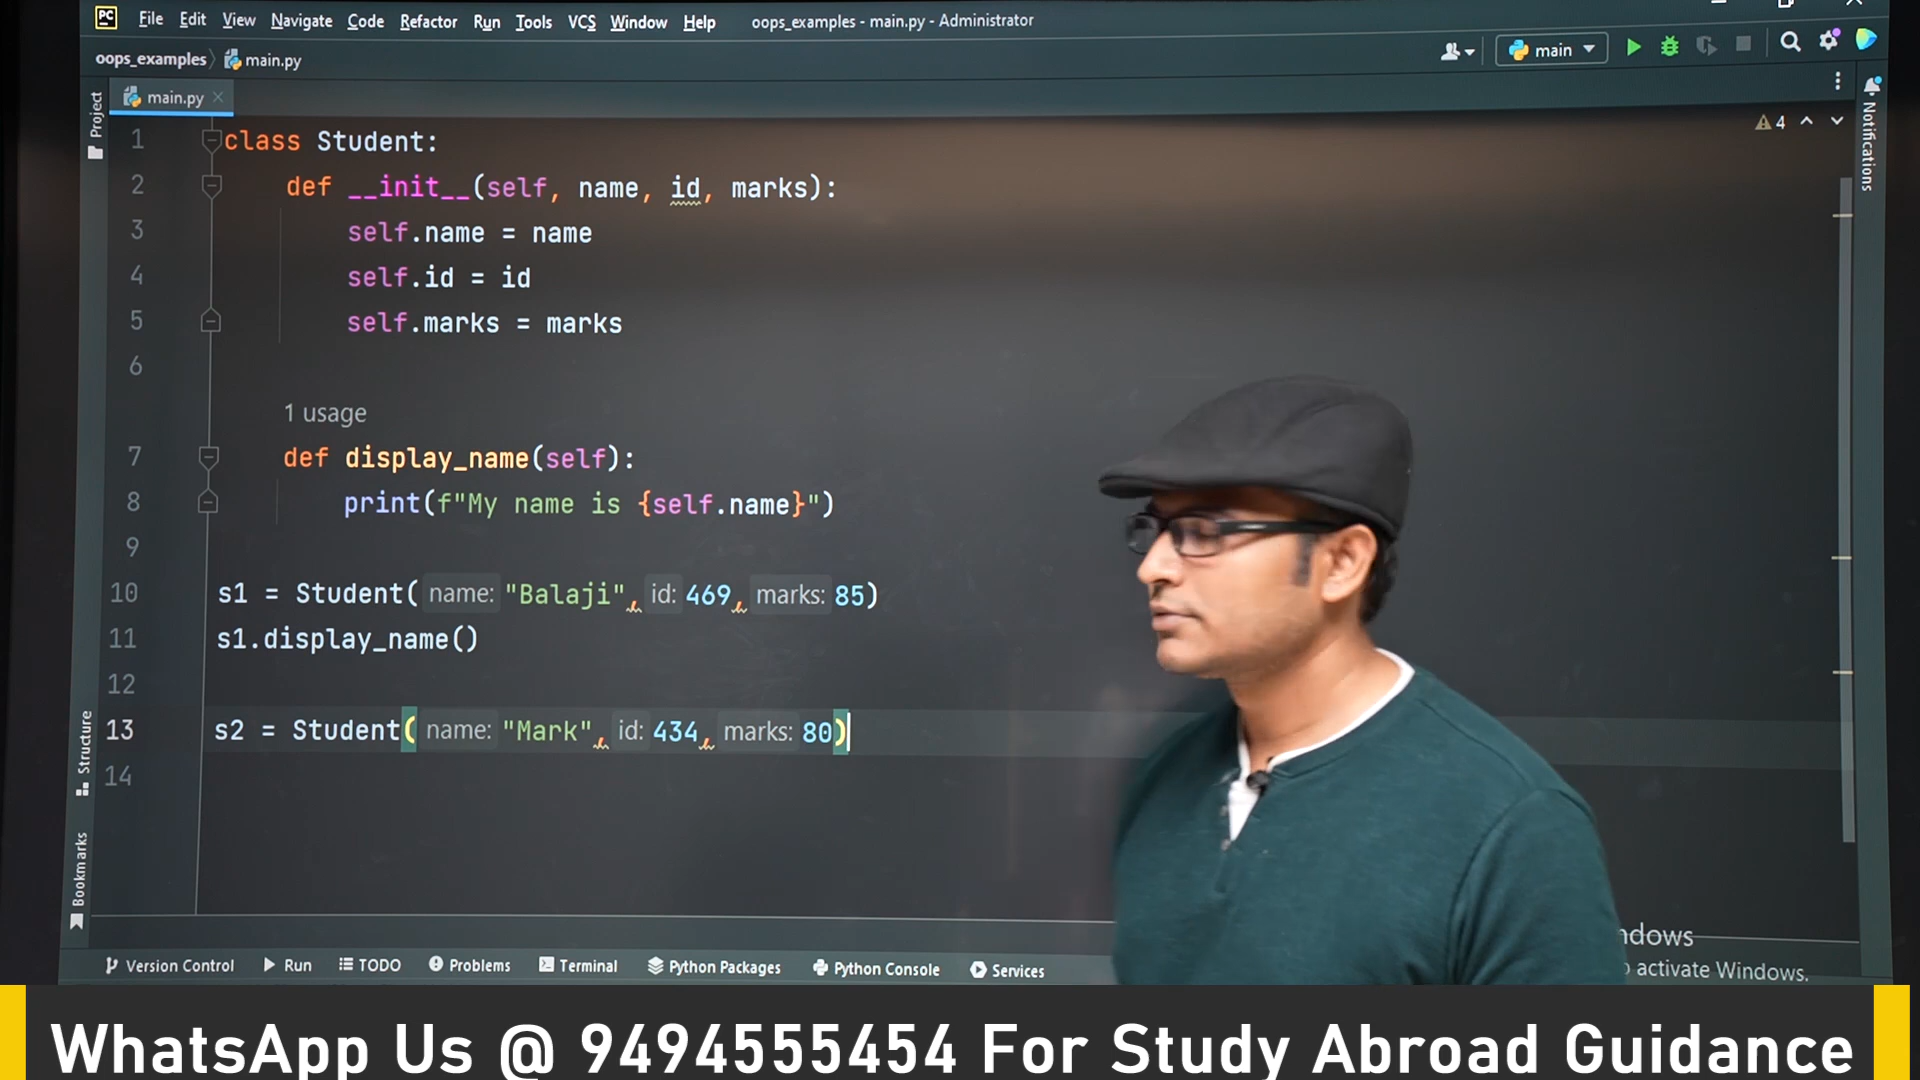 PC File Edit View Navigate Code Refactor Run Tools VCS Window Help oops_examples - main.py - Administrator
oops_examples main.py main
main.py
Project
Notifications
4
1 class Student:
2 def __init__(self, name, id, marks):
3 self.name = name
4 self.id = id
5 self.marks = marks
6
1 usage
7 def display_name(self):
8 print(f"My name is {self.name}")
9
10 s1 = Student( name: "Balaji", id: 469, marks: 85)
11 s1.display_name()
12
13 s2 = Student( name: "Mark", id: 434, marks: 80)
14
Structure
Bookmarks
ndows
activate Windows.
Version Control Run TODO Problems Terminal Python Packages Python Console Services
WhatsApp Us @ 9494555454 For Study Abroad Guidance